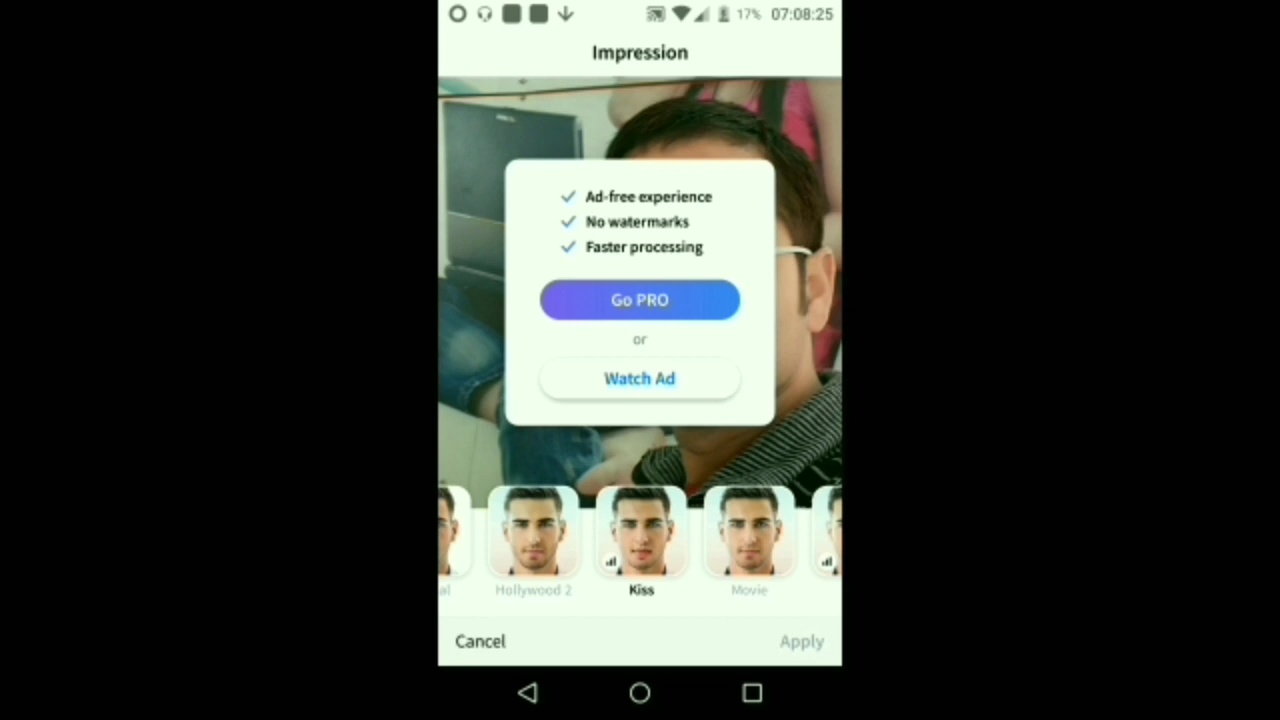 17% 07:08:25
Impression
Ad-free experience
No watermarks
Faster processing
Go PRO
or
Watch Ad
al Hollywood 2 Kiss Movie
Cancel Apply